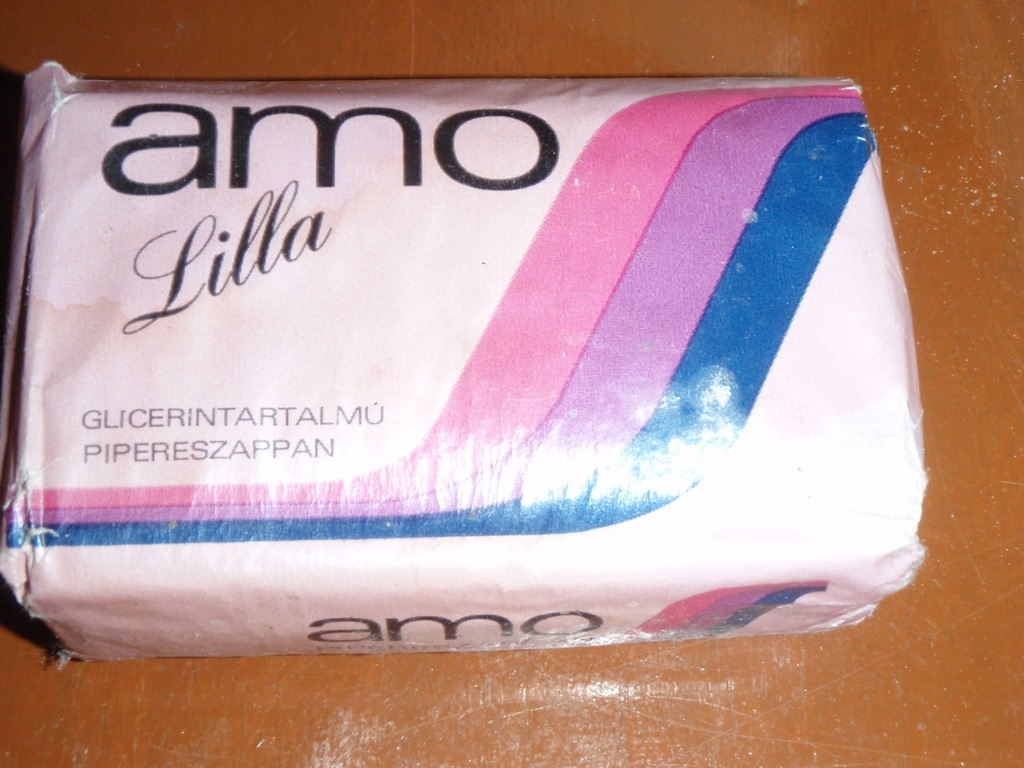 amo
Lilla
GLICERINTARTALMÚ
PIPERESZAPPAN
amo